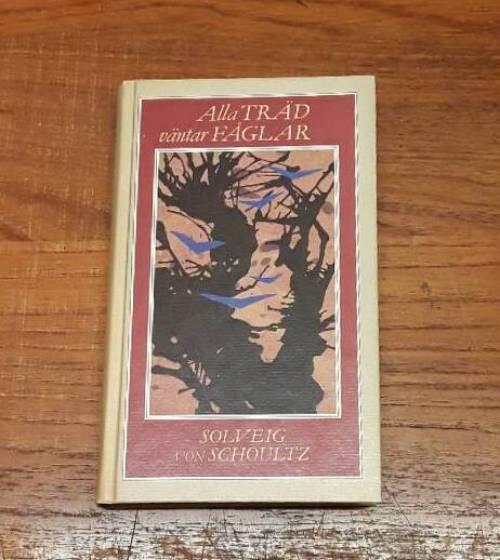 Alla TRÄD
väntar FÅGLAR
SOLVEIG
VON SCHOULTZ